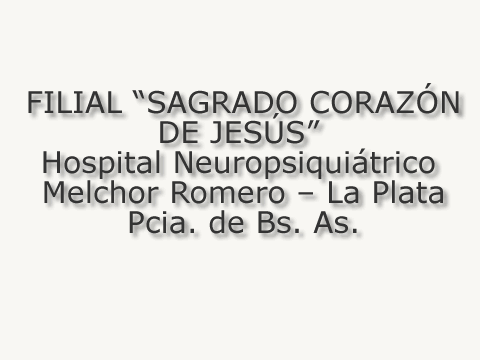 FILIAL “SAGRADO CORAZÓN
DE JESÚS”
Hospital Neuropsiquiátrico
Melchor Romero – La Plata
Pcia. de Bs. As.